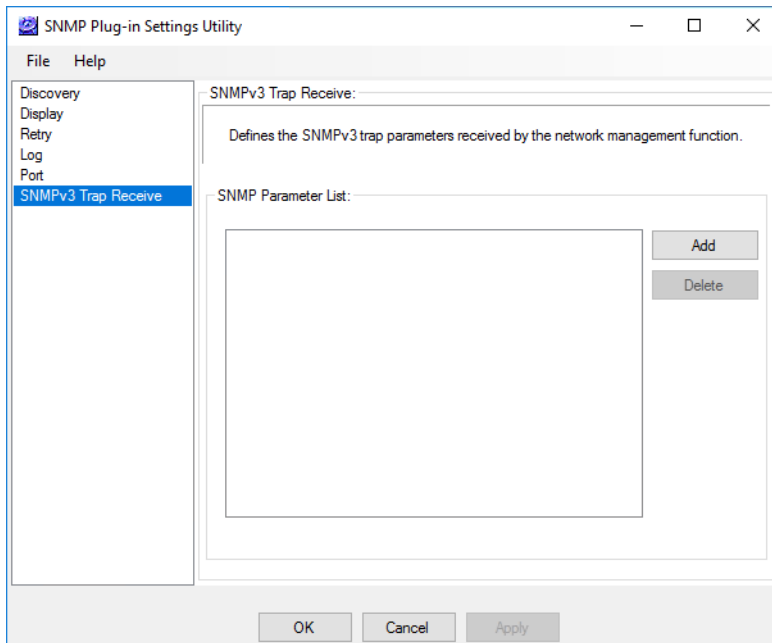 SNMP Plug-in Settings Utility
File Help
Discovery
Display
Retry
Log
Port
SNMPv3 Trap Receive
SNMPv3 Trap Receive:
Defines the SNMPv3 trap parameters received by the network management function.
SNMP Parameter List:
Add
Delete
OK Cancel Apply